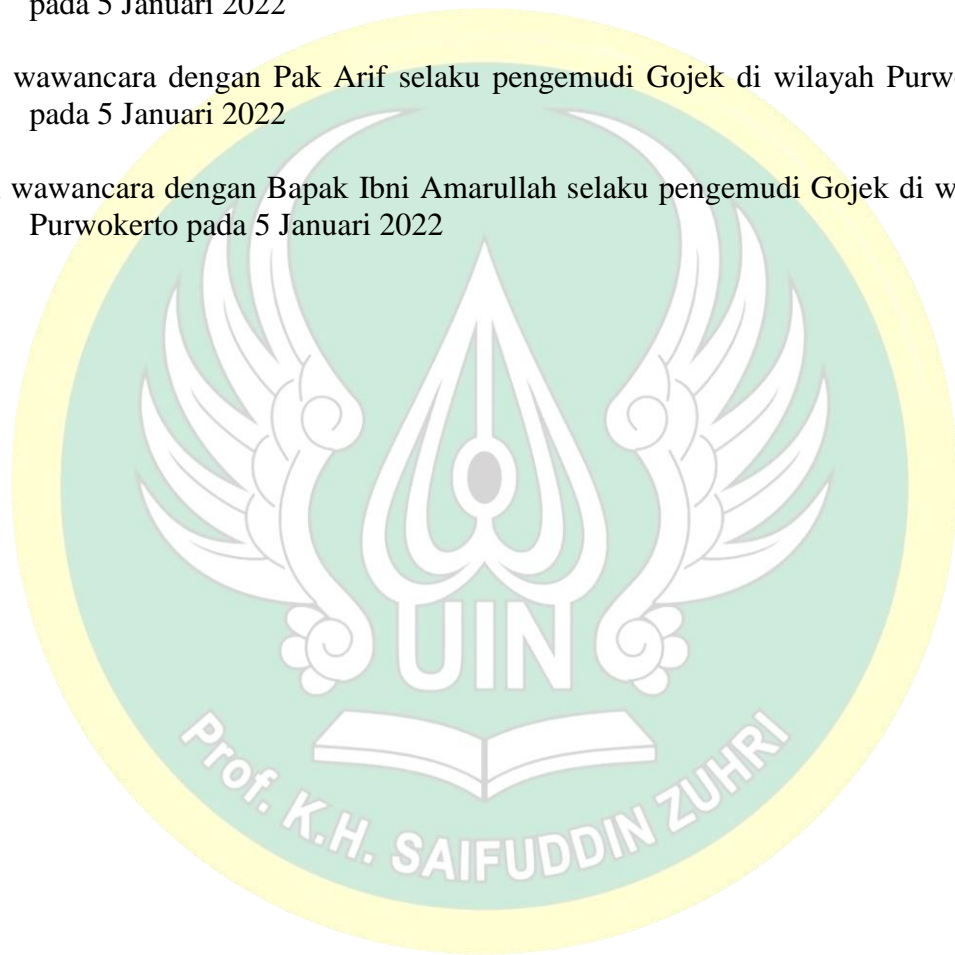 pada 5 Januari 2022
wawancara dengan Pak Arif selaku pengemudi Gojek di wilayah
pada 5 Januari 2022
wawancara dengan Bapak Ibni Amarullah selaku pengemudi Gojek di
Purwokerto pada 5 Januari 2022
UIN
Prof. K.H. SAIFUDDIN ZUHRI